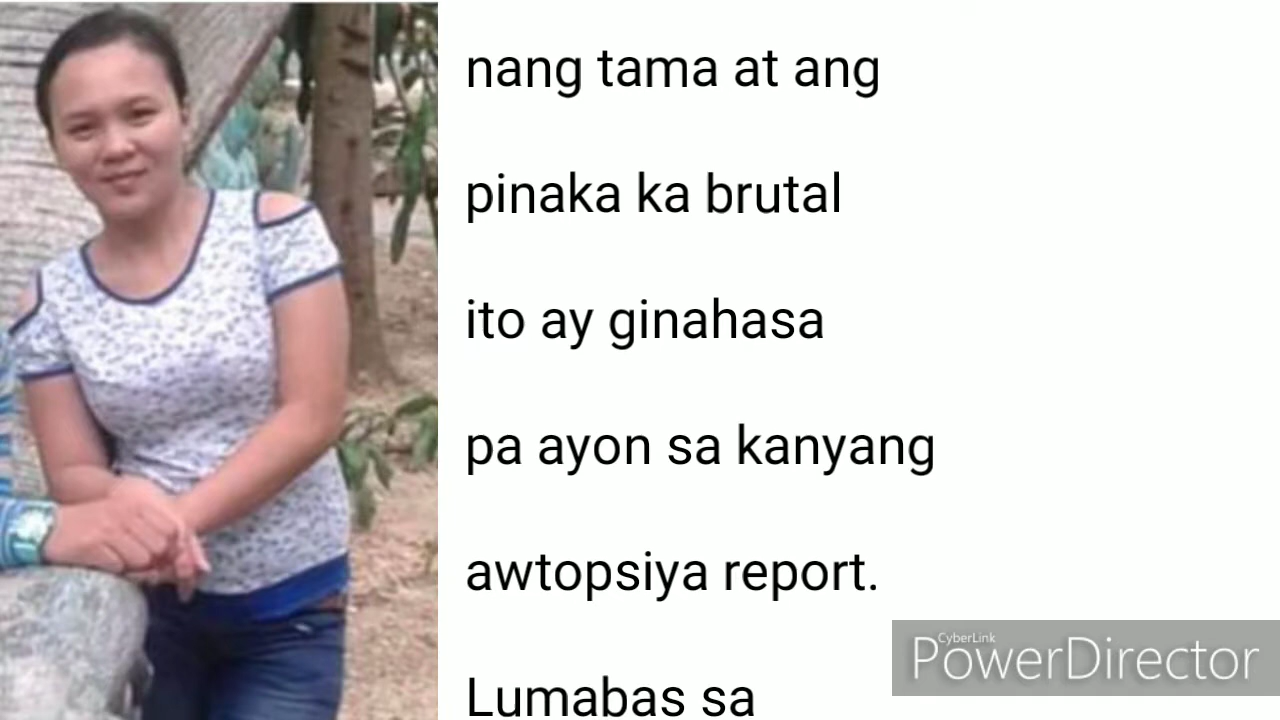 nang tama at ang
pinaka ka brutal
ito ay ginahasa
pa ayon sa kanyang
awtopsiya report.
Lumabas sa
CyberLink
PowerDirector